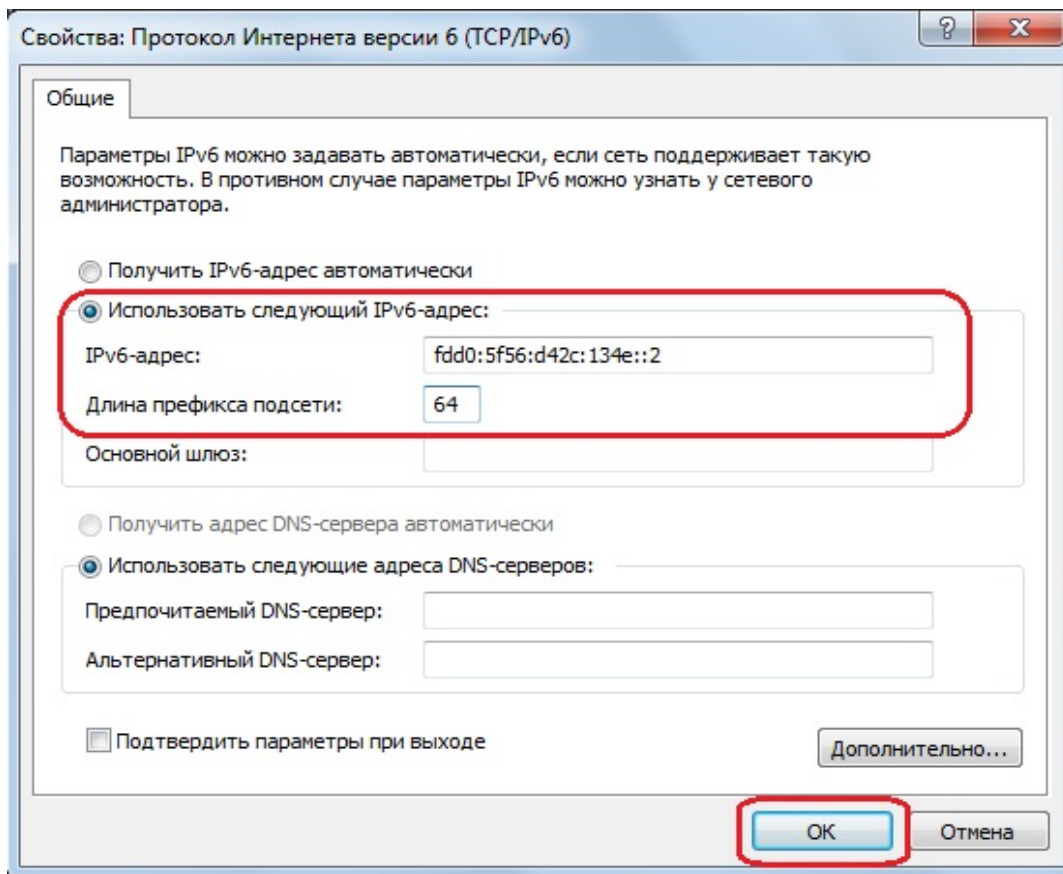 Свойства: Протокол Интернета версии 6 (TCP/IPv6)
Общие
Параметры IPv6 можно задавать автоматически, если сеть поддерживает такую
возможность. В противном случае параметры IPv6 можно узнать у сетевого
администратора.
Получить IPv6-адрес автоматически
Использовать следующий IPv6-адрес:
IPv6-адрес: fdd0:5f56:d42c:134e::2
Длина префикса подсети: 64
Основной шлюз:
Получить адрес DNS-сервера автоматически
Использовать следующие адреса DNS-серверов:
Предпочитаемый DNS-сервер:
Альтернативный DNS-сервер:
Подтвердить параметры при выходе
Дополнительно...
ОК Отмена